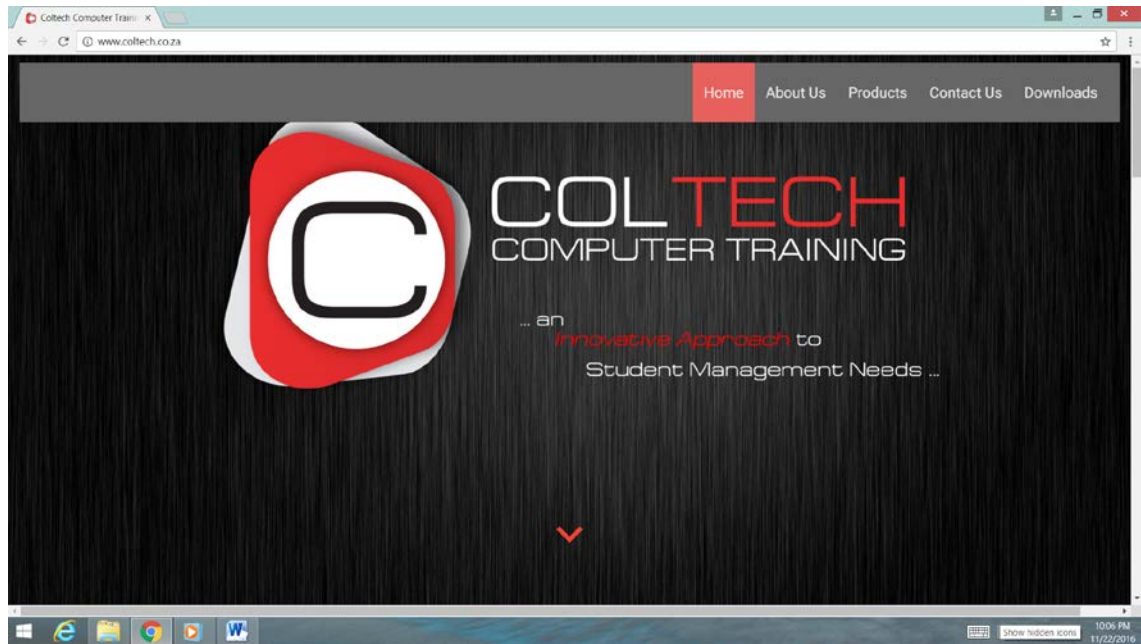 Coltech Computer Traini
www.coltech.co.za
Home About Us Products Contact Us Downloads
C
COLTECH
COMPUTER TRAINING
... an
Innovative Approach to
Student Management Needs ...
Show hidden icons
10:06 PM
11/22/2016